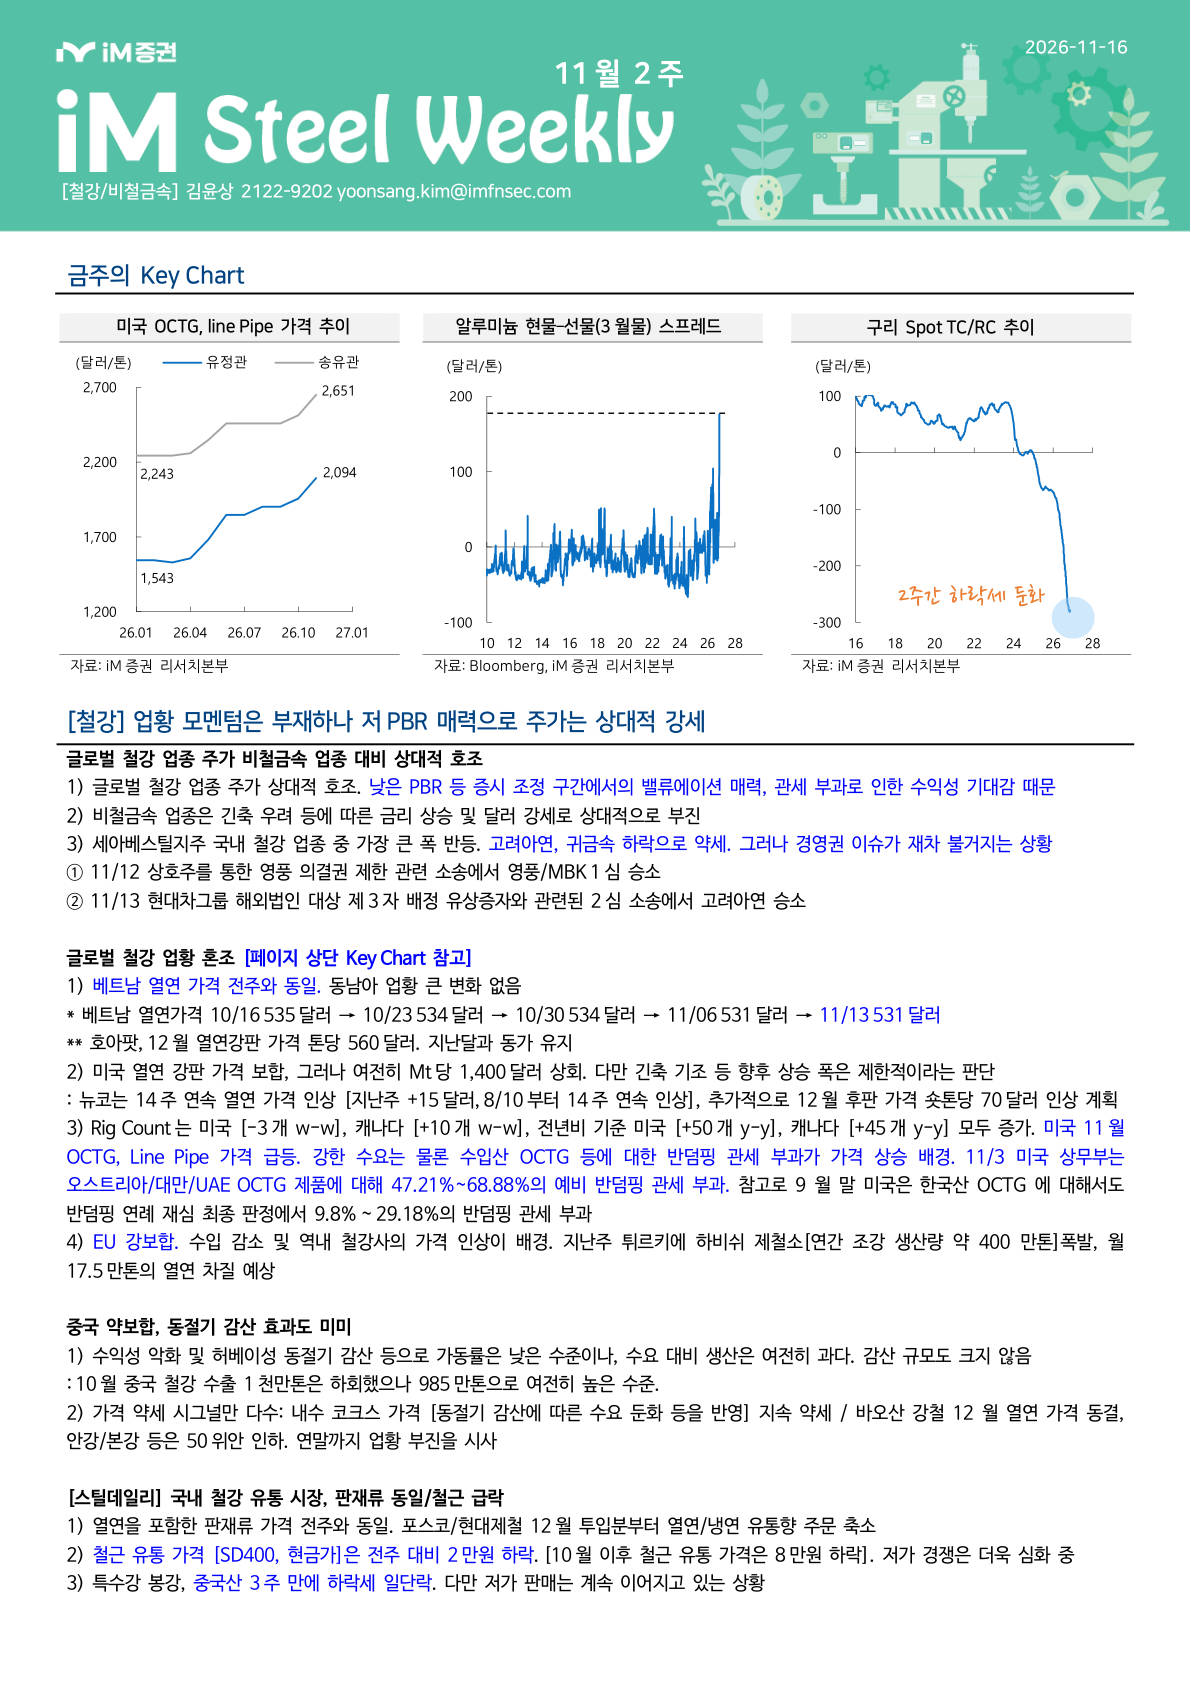 iM증권
2026-11-16
11월 2주
iM Steel Weekly
[철강/비철금속] 김윤상 2122-9202 yoonsang.kim@imfnsec.com
금주의 Key Chart
미국 OCTG, line Pipe 가격 추이
(달러/톤)
유정관
송유관
2,700
2,200
1,700
1,200
2,651
2,243
2,094
1,543
26.01 26.04 26.07 26.10 27.01
자료: iM증권 리서치본부
알루미늄 현물-선물(3월물) 스프레드
(달러/톤)
200
100
0
-100
10 12 14 16 18 20 22 24 26 28
자료: Bloomberg, iM증권 리서치본부
구리 Spot TC/RC 추이
(달러/톤)
100
0
-100
-200
-300
2주간 하락세 둔화
16 18 20 22 24 26 28
자료: iM증권 리서치본부
[철강] 업황 모멘텀은 부재하나 저PBR 매력으로 주가는 상대적 강세
글로벌 철강 업종 주가 비철금속 업종 대비 상대적 호조
1) 글로벌 철강 업종 주가 상대적 호조. 낮은 PBR 등 증시 조정 구간에서의 밸류에이션 매력, 관세 부과로 인한 수익성 기대감 때문
2) 비철금속 업종은 긴축 우려 등에 따른 금리 상승 및 달러 강세로 상대적으로 부진
3) 세아베스틸지주 국내 철강 업종 중 가장 큰 폭 반등. 고려아연, 귀금속 하락으로 약세. 그러나 경영권 이슈가 재차 불거지는 상황
① 11/12 상호주를 통한 영풍 의결권 제한 관련 소송에서 영풍/MBK 1심 승소
② 11/13 현대차그룹 해외법인 대상 제3자 배정 유상증자와 관련된 2심 소송에서 고려아연 승소
글로벌 철강 업황 혼조 [페이지 상단 Key Chart 참고]
1) 베트남 열연 가격 전주와 동일. 동남아 업황 큰 변화 없음
* 베트남 열연가격 10/16 535달러 → 10/23 534달러 → 10/30 534달러 → 11/06 531달러 → 11/13 531달러
** 호아팟, 12월 열연강판 가격 톤당 560달러. 지난달과 동가 유지
2) 미국 열연 강판 가격 보합, 그러나 여전히 Mt당 1,400달러 상회. 다만 긴축 기조 등 향후 상승 폭은 제한적이라는 판단
: 뉴코는 14주 연속 열연 가격 인상 [지난주 +15달러, 8/10부터 14주 연속 인상], 추가적으로 12월 후판 가격 숏톤당 70달러 인상 계획
3) Rig Count는 미국 [-3개 w-w], 캐나다 [+10개 w-w], 전년비 기준 미국 [+50개 y-y], 캐나다 [+45개 y-y] 모두 증가. 미국 11월
OCTG, Line Pipe 가격 급등. 강한 수요는 물론 수입산 OCTG 등에 대한 반덤핑 관세 부과가 가격 상승 배경. 11/3 미국 상무부는
오스트리아/대만/UAE OCTG 제품에 대해 47.21%~68.88%의 예비 반덤핑 관세 부과. 참고로 9월 말 미국은 한국산 OCTG에 대해서도
반덤핑 연례 재심 최종 판정에서 9.8% ~ 29.18%의 반덤핑 관세 부과
4) EU 강보합. 수입 감소 및 역내 철강사의 가격 인상이 배경. 지난주 튀르키에 하비쉬 제철소[연간 조강 생산량 약 400만톤]폭발, 월
17.5만톤의 열연 차질 예상
중국 약보합, 동절기 감산 효과도 미미
1) 수익성 악화 및 허베이성 동절기 감산 등으로 가동률은 낮은 수준이나, 수요 대비 생산은 여전히 과다. 감산 규모도 크지 않음
: 10월 중국 철강 수출 1천만톤은 하회했으나 985만톤으로 여전히 높은 수준.
2) 가격 약세 시그널만 다수: 내수 코크스 가격 [동절기 감산에 따른 수요 둔화 등을 반영] 지속 약세 / 바오산 강철 12월 열연 가격 동결,
안강/본강 등은 50위안 인하. 연말까지 업황 부진을 시사
[스틸데일리] 국내 철강 유통 시장, 판재류 동일/철근 급락
1) 열연을 포함한 판재류 가격 전주와 동일. 포스코/현대제철 12월 투입분부터 열연/냉연 유통향 주문 축소
2) 철근 유통 가격 [SD400, 현금가]은 전주 대비 2만원 하락. [10월 이후 철근 유통 가격은 8만원 하락]. 저가 경쟁은 더욱 심화 중
3) 특수강 봉강, 중국산 3주 만에 하락세 일단락. 다만 저가 판매는 계속 이어지고 있는 상황